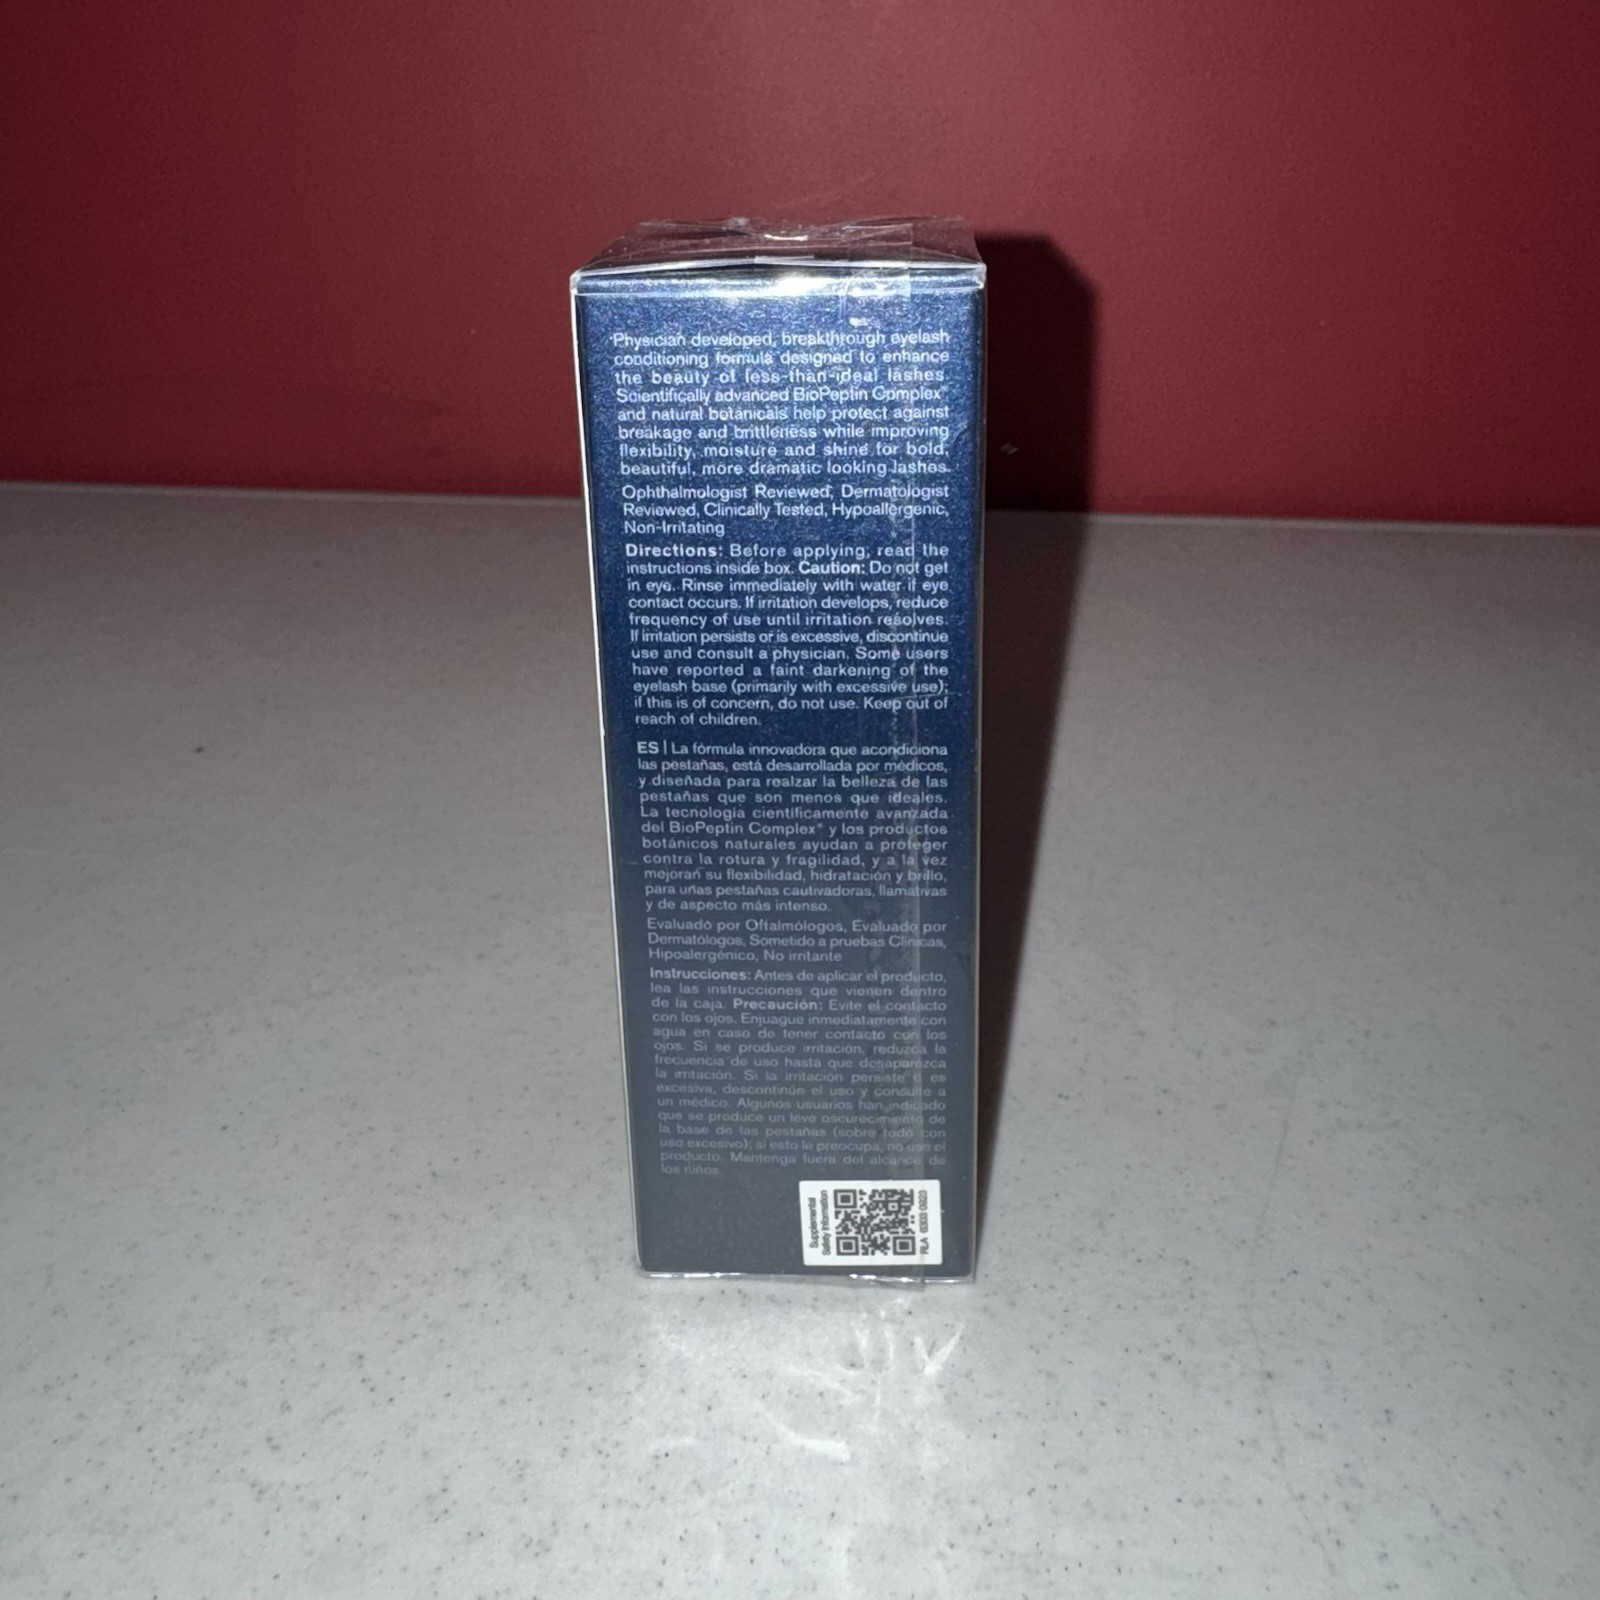 Physician developed, breakthrough eyelash
conditioning formula designed to enhance
the beauty of less-than-ideal lashes.
Scientifically advanced BioPeptin Complex™
and natural botanicals help protect against
breakage and brittleness while improving
flexibility, moisture and shine for bold,
beautiful, more dramatic looking lashes.
Ophthalmologist Reviewed, Dermatologist
Reviewed, Clinically Tested, Hypoallergenic,
Non-Irritating
Directions: Before applying, read the
instructions inside box. Caution: Do not get
in eye. Rinse immediately with water if eye
contact occurs. If irritation develops, reduce
frequency of use until irritation resolves.
If irritation persists or is excessive, discontinue
use and consult a physician. Some users
have reported a faint darkening of the
eyelash base (primarily with excessive use);
if this is of concern, do not use. Keep out of
reach of children.
ES | La fórmula innovadora que acondiciona
las pestañas, está desarrollada por médicos,
y diseñada para realzar la belleza de las
pestañas que son menos que ideales.
La tecnología científicamente avanzada
del BioPeptin Complex™ y los productos
botánicos naturales ayudan a proteger
contra la rotura y fragilidad, y a la vez
mejoran su flexibilidad, hidratación y brillo,
para unas pestañas cautivadoras, llamativas
y de aspecto más intenso.
Evaluado por Oftalmólogos, Evaluado por
Dermatólogos, Sometido a pruebas Clínicas,
Hipoalergénico, No irritante
Instrucciones: Antes de aplicar el producto,
lea las instrucciones que vienen dentro
de la caja. Precaución: Evite el contacto
con los ojos. Enjuague inmediatamente con
agua en caso de tener contacto con los
ojos. Si se produce irritación, reduzca la
frecuencia de uso hasta que desaparezca
la irritación. Si la irritación persiste o es
excesiva, descontinúe el uso y consulte a
un médico. Algunos usuarios han indicado
que se produce un leve oscurecimiento de
la base de las pestañas (sobre todo con
uso excesivo); si esto le preocupa, no use el
producto. Mantenga fuera del alcance de
los niños.
Supplemental
Safety Information